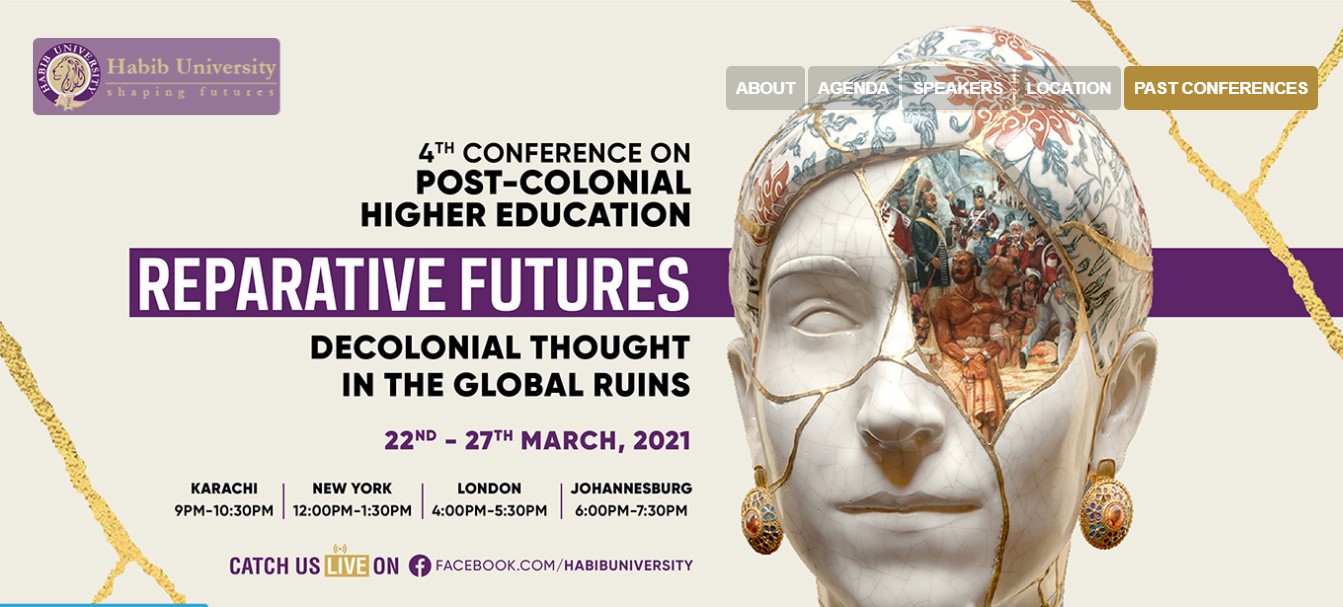 HABIB UNIVERSITY
Habib University
shaping futures
ABOUT
AGENDA
SPEAKERS
LOCATION
PAST CONFERENCES
4TH CONFERENCE ON
POST-COLONIAL
HIGHER EDUCATION
REPARATIVE FUTURES
DECOLONIAL THOUGHT
IN THE GLOBAL RUINS
22ND - 27TH MARCH, 2021
KARACHI
9PM-10:30PM
NEW YORK
12:00PM-1:30PM
LONDON
4:00PM-5:30PM
JOHANNESBURG
6:00PM-7:30PM
CATCH US LIVE ON FACEBOOK.COM/HABIBUNIVERSITY